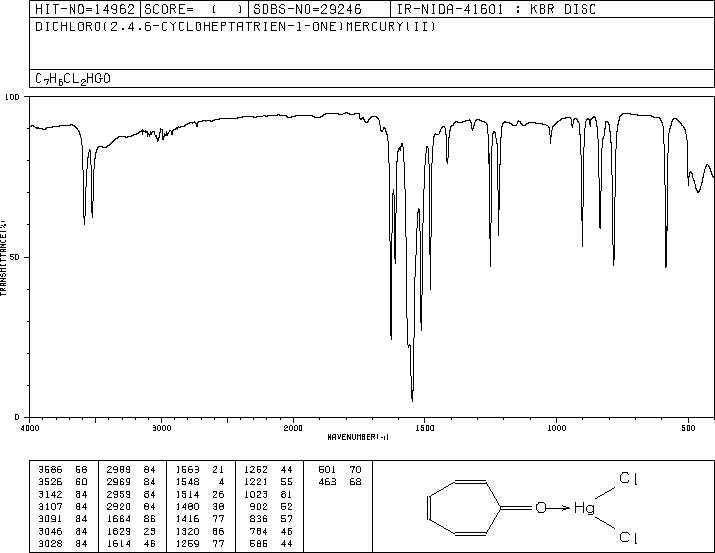 HIT-NO=14962 SCORE= ( ) SDBS-NO=29246 IR-NIDA-41601 : KBR DISC
DICHLORO(2,4,6-CYCLOHEPTATRIEN-1-ONE)MERCURY(II)
C7H6CL2HGO
100
50
0
TRANSMITTANCE(%)
4000 3000 2000 1500 1000 500
WAVENUMBER(-1)
3586 58 2989 84 1563 21 1252 44 501 70
3526 60 2969 84 1548 4 1221 55 463 68
3142 84 2959 84 1514 26 1023 81
3107 84 2920 84 1480 38 902 52
3091 84 1664 86 1416 77 836 57
3046 84 1629 23 1320 86 784 46
3028 84 1614 46 1259 77 586 44
O Hg
Cl
Cl